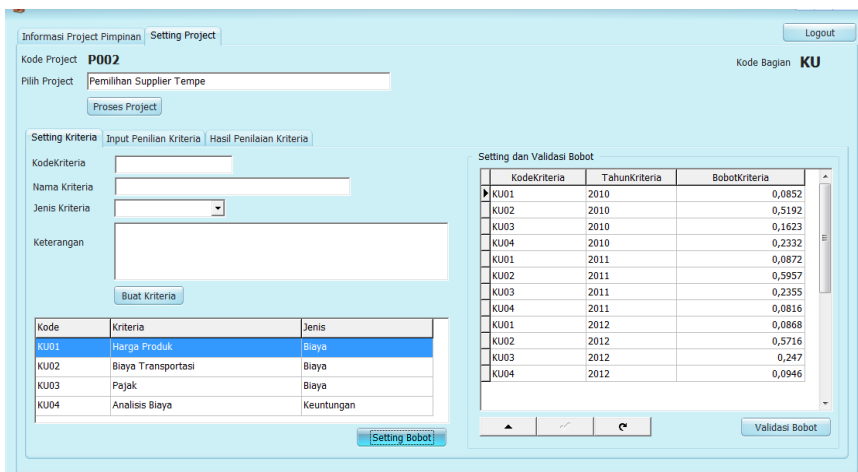 Informasi Project Pimpinan Setting Project Logout
Kode Project P002 Kode Bagian KU
Pilih Project Pemilihan Supplier Tempe
Proses Project
Setting Kriteria Input Penilian Kriteria Hasil Penilaian Kriteria
KodeKriteria
Nama Kriteria
Jenis Kriteria
Keterangan
Buat Kriteria
Kode Kriteria Jenis
KU01 Harga Produk Biaya
KU02 Biaya Transportasi Biaya
KU03 Pajak Biaya
KU04 Analisis Biaya Keuntungan
Setting Bobot
Setting dan Validasi Bobot
KodeKriteria TahunKriteria BobotKriteria
KU01 2010 0,0852
KU02 2010 0,5192
KU03 2010 0,1623
KU04 2010 0,2332
KU01 2011 0,0872
KU02 2011 0,5957
KU03 2011 0,2355
KU04 2011 0,0816
KU01 2012 0,0868
KU02 2012 0,5716
KU03 2012 0,247
KU04 2012 0,0946
Validasi Bobot